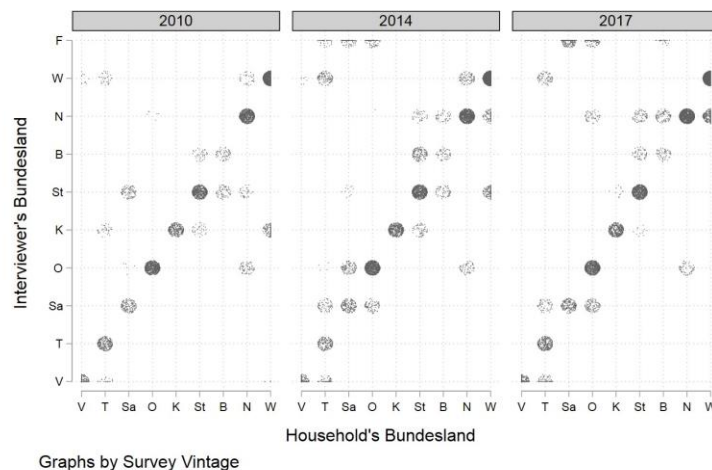 2010 2014 2017
Interviewer's Bundesland
F
W
N
B
St
K
O
Sa
T
V
V T Sa O K St B N W V T Sa O K St B N W V T Sa O K St B N W
Household's Bundesland
Graphs by Survey Vintage